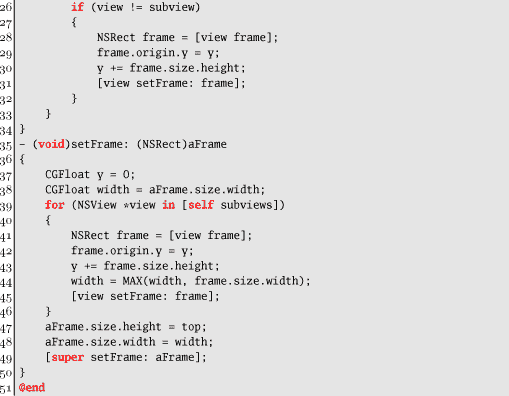 26 if (view != subview)
27 {
28 NSRect frame = [view frame];
29 frame.origin.y = y;
30 y += frame.size.height;
31 [view setFrame: frame];
32 }
33 }
34 }
35 - (void)setFrame: (NSRect)aFrame
36 {
37 CGFloat y = 0;
38 CGFloat width = aFrame.size.width;
39 for (NSView *view in [self subviews])
40 {
41 NSRect frame = [view frame];
42 frame.origin.y = y;
43 y += frame.size.height;
44 width = MAX(width, frame.size.width);
45 [view setFrame: frame];
46 }
47 aFrame.size.height = top;
48 aFrame.size.width = width;
49 [super setFrame: aFrame];
50 }
51 @end